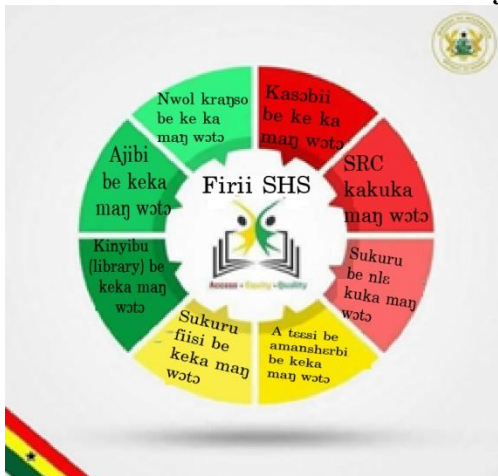 Nwol kraŋso
be ke ka
maŋ wɔtɔ
Kasɔbii
be ke ka
maŋ wɔtɔ
SRC
kakuka
maŋ wɔtɔ
Sukuru
be nlɛ
kuka maŋ
wɔtɔ
A tɛɛsi be
amanshɛrbi
be keka
maŋ wɔtɔ
Sukuru
fiisi be
keka maŋ
wɔtɔ
Kinyibu
(library) be
keka maŋ
wɔtɔ
Ajibi
be keka
maŋ wɔtɔ
Firii SHS
Access - Equity - Quality